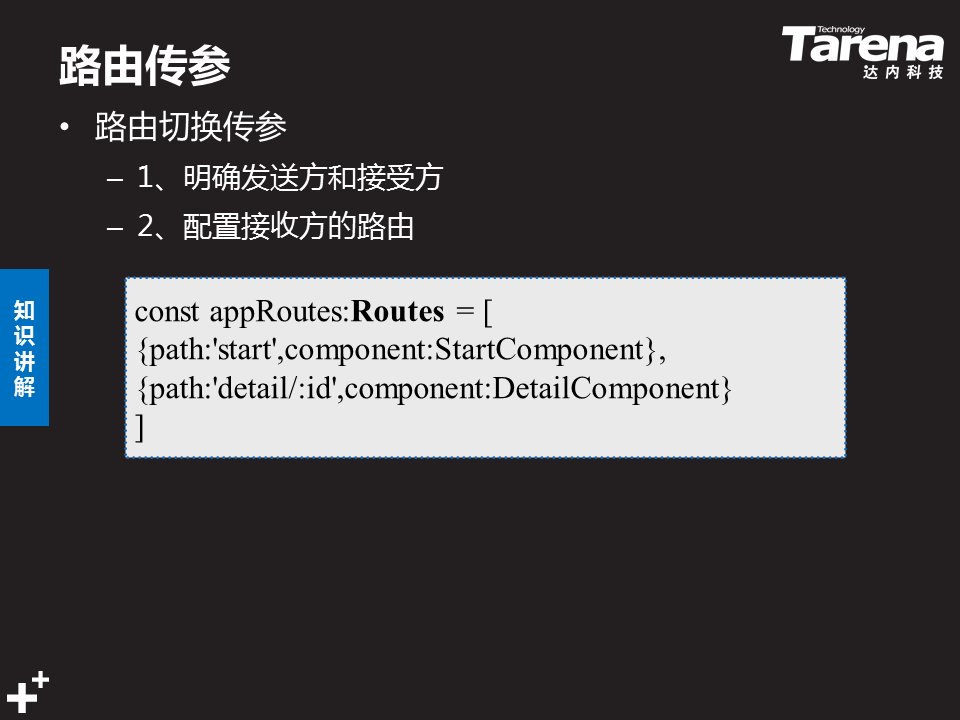 路由传参
Technology
Tarena
达内科技
• 路由切换传参
– 1、明确发送方和接受方
– 2、配置接收方的路由
知识讲解
const appRoutes:Routes = [
{path:'start',component:StartComponent},
{path:'detail/:id',component:DetailComponent}
]